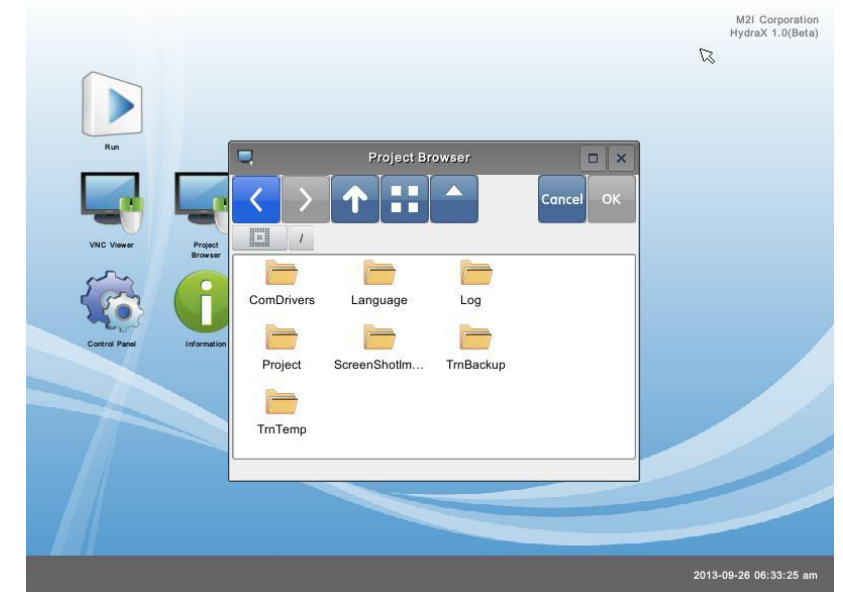 M2I Corporation
HydraX 1.0(Beta)
Run
Project Browser
Cancel
OK
/
VNC Viewer
Project
Browser
ComDrivers
Language
Log
Control Panel
Information
Project
ScreenShotIm...
TrnBackup
TrnTemp
2013-09-26 06:33:25 am